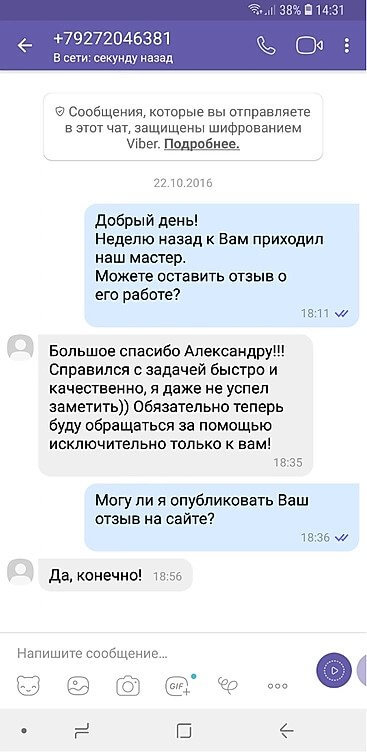 38% 14:31
+79272046381
В сети: секунду назад
Сообщения, которые вы отправляете
в этот чат, защищены шифрованием
Viber. Подробнее.
22.10.2016
Добрый день!
Неделю назад к Вам приходил
наш мастер.
Можете оставить отзыв о
его работе?
18:11
Большое спасибо Александру!!!
Справился с задачей быстро и
качественно, я даже не успел
заметить)) Обязательно теперь
буду обращаться за помощью
исключительно только к вам!
18:35
Могу ли я опубликовать Ваш
отзыв на сайте?
18:36
Да, конечно! 18:56
Напишите сообщение...
GIF